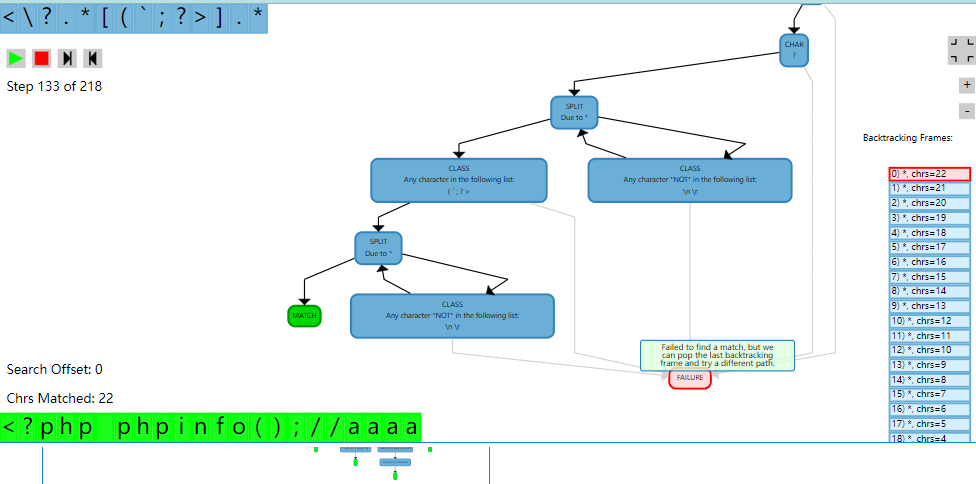 <\?.*[(`;?>].*
Step 133 of 218
CHAR
?
SPLIT
Due to *
CLASS
Any character in the following list:
(`;?>
CLASS
Any character *NOT* in the following list:
\n \r
SPLIT
Due to *
MATCH
CLASS
Any character *NOT* in the following list:
\n \r
Failed to find a match, but we
can pop the last backtracking
frame and try a different path.
FAILURE
+
-
Backtracking Frames:
0) *, chrs=22
1) *, chrs=21
2) *, chrs=20
3) *, chrs=19
4) *, chrs=18
5) *, chrs=17
6) *, chrs=16
7) *, chrs=15
8) *, chrs=14
9) *, chrs=13
10) *, chrs=12
11) *, chrs=11
12) *, chrs=10
13) *, chrs=9
14) *, chrs=8
15) *, chrs=7
16) *, chrs=6
17) *, chrs=5
18) *, chrs=4
Search Offset: 0
Chrs Matched: 22
<?php phpinfo();//aaaa